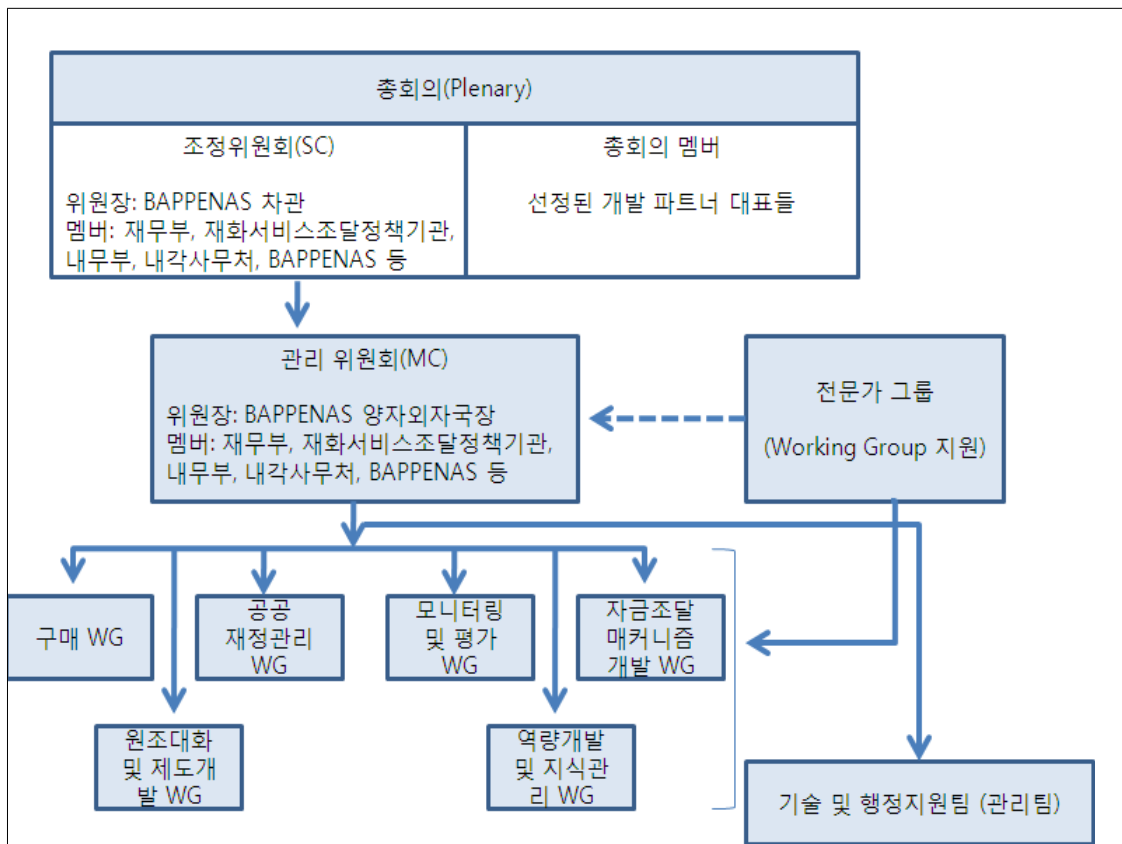 총회의(Plenary)
조정위원회(SC)
위원장: BAPPENAS 차관
멤버: 재무부, 재화서비스조달정책기관,
내무부, 내각사무처, BAPPENAS 등
총회의 멤버
선정된 개발 파트너 대표들
관리 위원회(MC)
위원장: BAPPENAS 양자외자국장
멤버: 재무부, 재화서비스조달정책기관,
내무부, 내각사무처, BAPPENAS 등
전문가 그룹
(Working Group 지원)
구매 WG
공공
재정관리
WG
모니터링
및 평가
WG
자금조달
매커니즘
개발 WG
원조대화
및 제도개
발 WG
역량개발
및 지식관
리 WG
기술 및 행정지원팀 (관리팀)